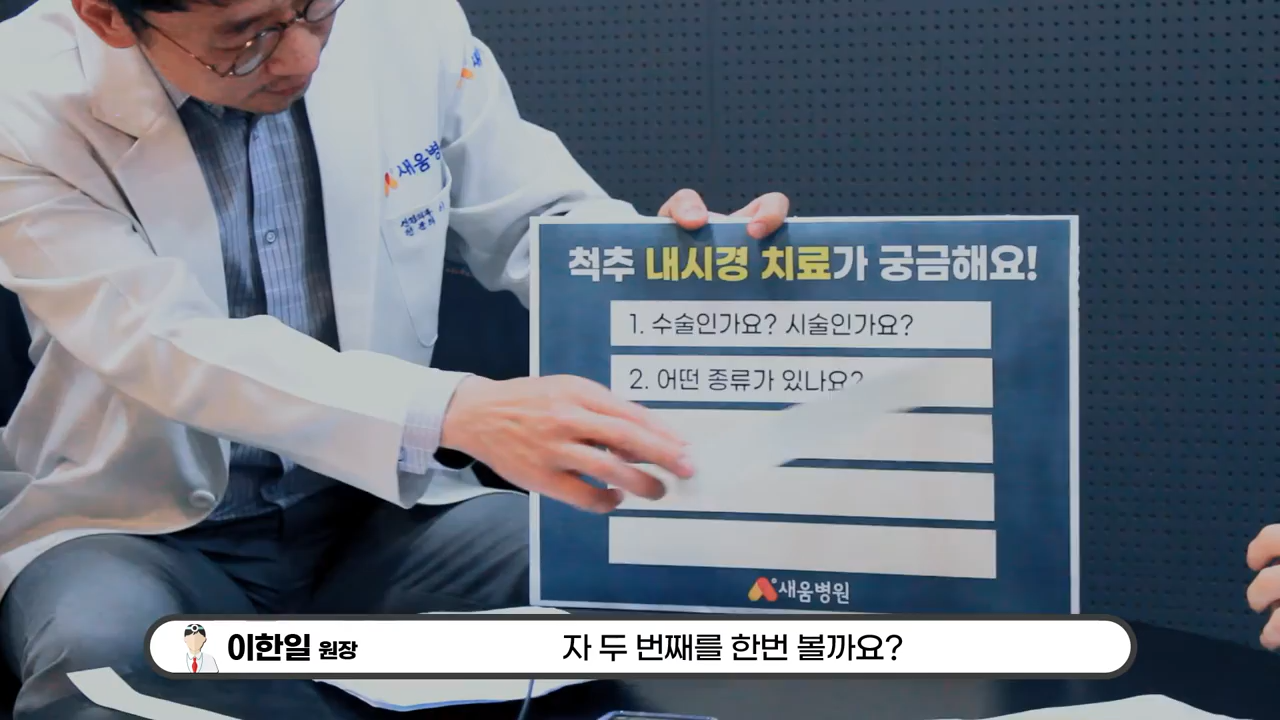 새움병
척추 내시경 치료가 궁금해요!
1. 수술인가요? 시술인가요?
2. 어떤 종류가 있나요?
새움병원
이한일 원장
자 두 번째를 한번 볼까요?